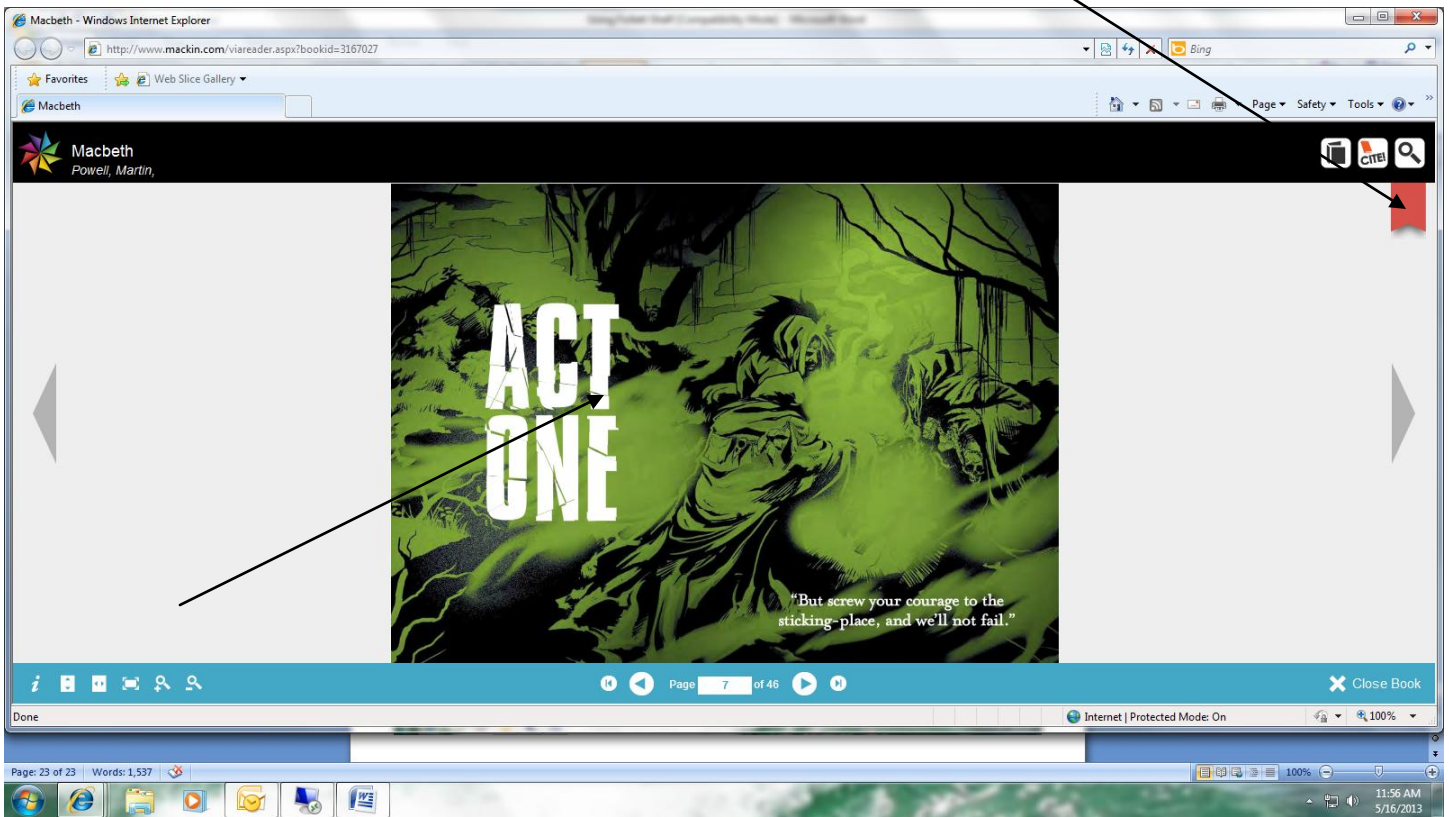 Macbeth - Windows Internet Explorer
http://www.mackin.com/viareader.aspx?bookid=3167027
Bing
Favorites
Web Slice Gallery
Macbeth
Page
Safety
Tools
Macbeth
Powell, Martin,
CITE!
ACT
ONE
“But screw your courage to the
sticking-place, and we’ll not fail.”
Page 7 of 46
Close Book
Done
Internet | Protected Mode: On
100%
Page: 23 of 23
Words: 1,537
100%
11:56 AM
5/16/2013